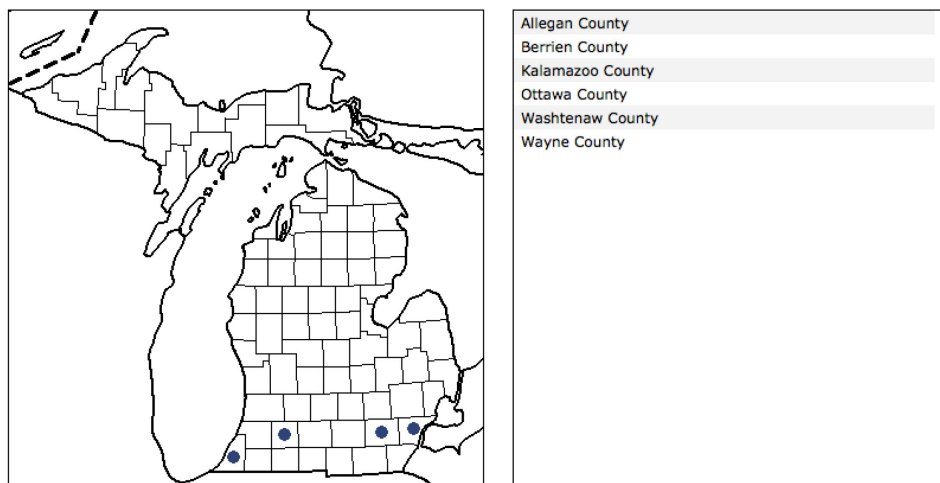 Allegan County
Berrien County
Kalamazoo County
Ottawa County
Washtenaw County
Wayne County